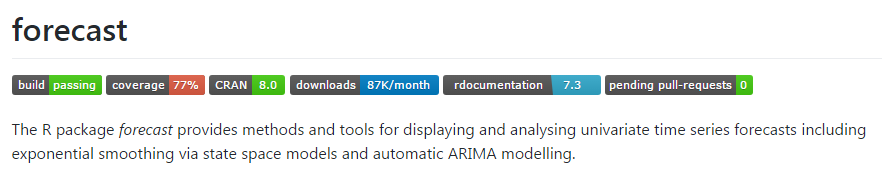 forecast
build passing coverage 77% CRAN 8.0 downloads 87K/month rdocumentation 7.3 pending pull-requests 0
The R package forecast provides methods and tools for displaying and analysing univariate time series forecasts including
exponential smoothing via state space models and automatic ARIMA modelling.